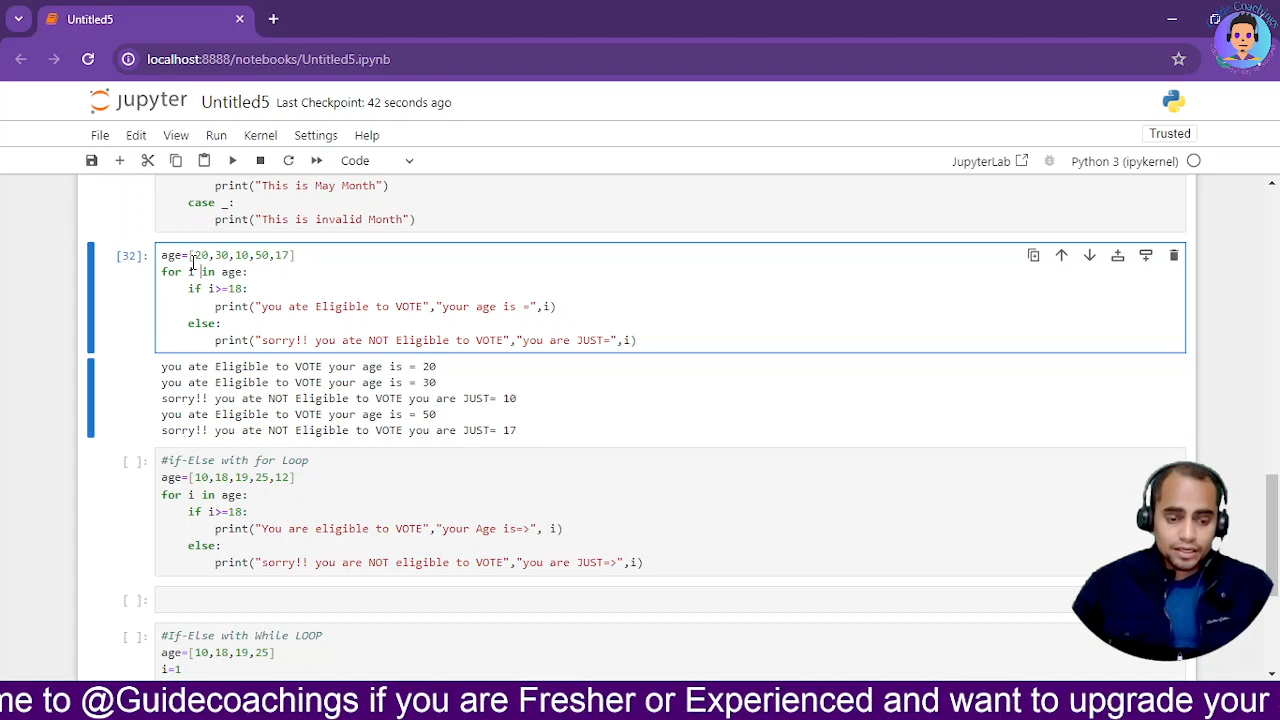 Untitled5
localhost:8888/notebooks/Untitled5.ipynb
de Coachings
jupyter Untitled5 Last Checkpoint: 42 seconds ago
File Edit View Run Kernel Settings Help
Trusted
Code
JupyterLab
Python 3 (ipykernel)
print("This is May Month")
case _:
print("This is invalid Month")
[32]:
age=[20,30,10,50,17]
for i in age:
if i>=18:
print("you ate Eligible to VOTE","your age is =",i)
else:
print("sorry!! you ate NOT Eligible to VOTE","you are JUST=",i)
you ate Eligible to VOTE your age is = 20
you ate Eligible to VOTE your age is = 30
sorry!! you ate NOT Eligible to VOTE you are JUST= 10
you ate Eligible to VOTE your age is = 50
sorry!! you ate NOT Eligible to VOTE you are JUST= 17
[ ]:
#if-Else with for Loop
age=[10,18,19,25,12]
for i in age:
if i>=18:
print("You are eligible to VOTE","your Age is=>", i)
else:
print("sorry!! you are NOT eligible to VOTE","you are JUST=>",i)
[ ]:
[ ]:
#If-Else with While LOOP
age=[10,18,19,25]
i=1
me to @Guidecoachings if you are Fresher or Experienced and want to upgrade your